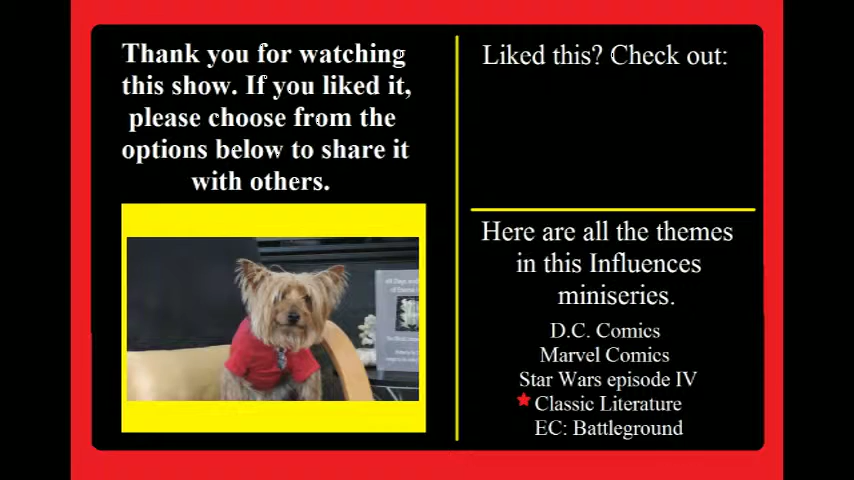 Thank you for watching
this show. If you liked it,
please choose from the
options below to share it
with others.
Liked this? Check out:
Here are all the themes
in this Influences
miniseries.
D.C. Comics
Marvel Comics
Star Wars episode IV
Classic Literature
EC: Battleground